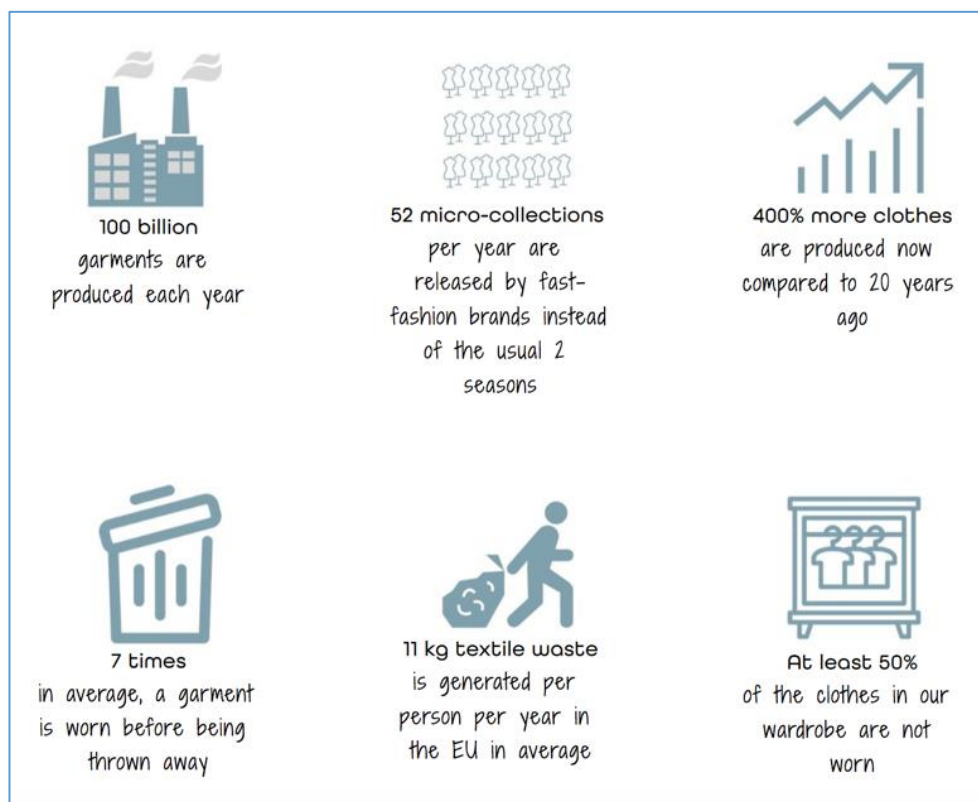 100 billion
garments are
produced each year
52 micro-collections
per year are
released by fast-
fashion brands instead
of the usual 2
seasons
400% more clothes
are produced now
compared to 20 years
ago
7 times
in average, a garment
is worn before being
thrown away
11 kg textile waste
is generated per
person per year in
the EU in average
At least 50%
of the clothes in our
wardrobe are not
worn